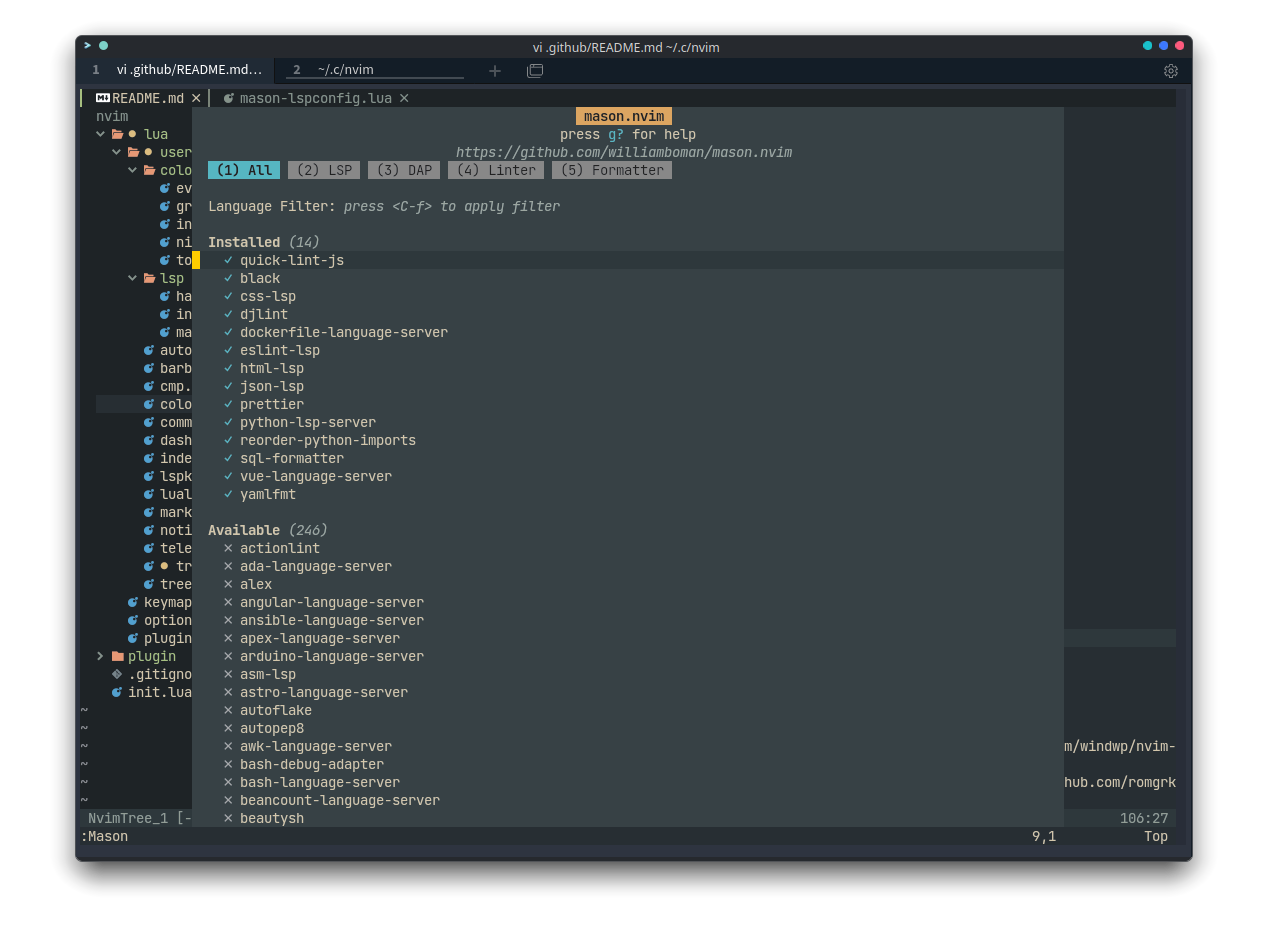 vi .github/README.md ~/.c/nvim
1 vi .github/README.md… 2 ~/.c/nvim
README.md × mason-lspconfig.lua ×
nvim
lua
user
colo
ev
gr
in
ni
to
lsp
ha
in
ma
auto
barb
cmp.
colo
comm
dash
inde
lspk
lual
mark
noti
tele
tr
tree
keymap
option
plugin
plugin
.gitigno
init.lua
~
~
~
~
~
~
NvimTree_1 [-
mason.nvim
press g? for help
https://github.com/williamboman/mason.nvim
(1) All (2) LSP (3) DAP (4) Linter (5) Formatter
Language Filter: press <C-f> to apply filter
Installed (14)
✓ quick-lint-js
✓ black
✓ css-lsp
✓ djlint
✓ dockerfile-language-server
✓ eslint-lsp
✓ html-lsp
✓ json-lsp
✓ prettier
✓ python-lsp-server
✓ reorder-python-imports
✓ sql-formatter
✓ vue-language-server
✓ yamlfmt
Available (246)
× actionlint
× ada-language-server
× alex
× angular-language-server
× ansible-language-server
× apex-language-server
× arduino-language-server
× asm-lsp
× astro-language-server
× autoflake
× autopep8
× awk-language-server
× bash-debug-adapter
× bash-language-server
× beancount-language-server
× beautysh
m/windwp/nvim-
hub.com/romgrk
106:27
:Mason 9,1 Top